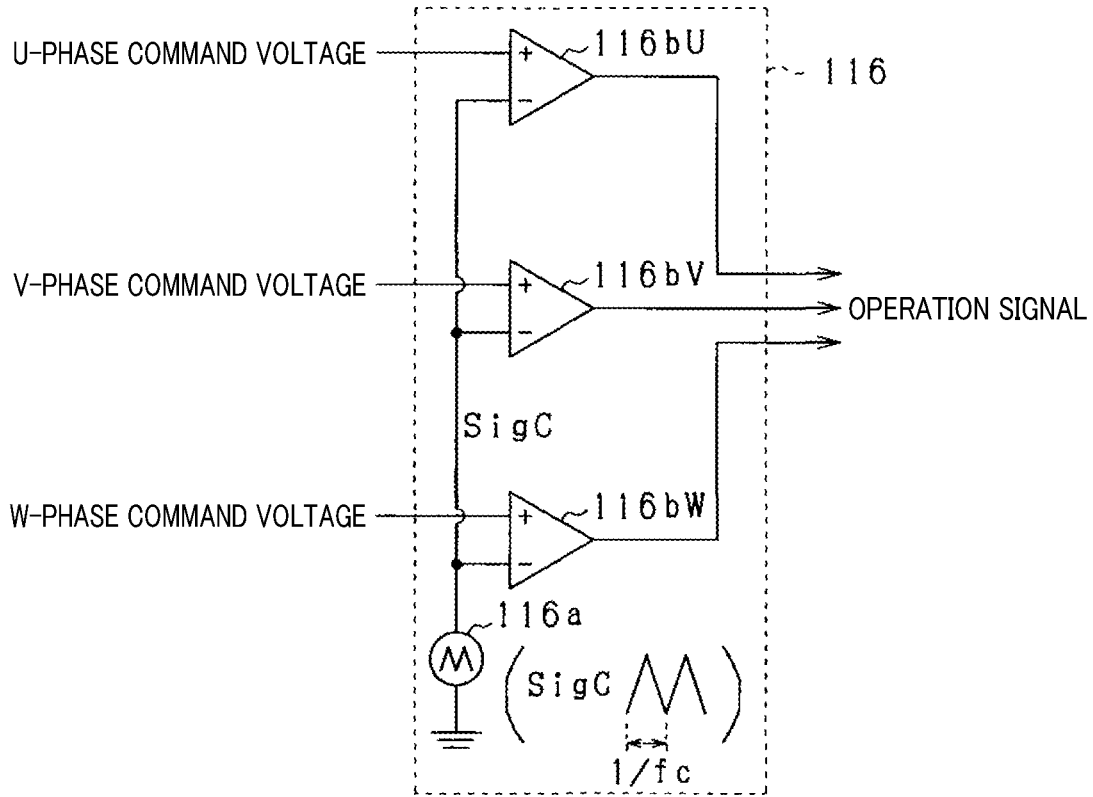 U-PHASE COMMAND VOLTAGE
+
−
116bU
116
V-PHASE COMMAND VOLTAGE
+
−
116bV
OPERATION SIGNAL
SigC
W-PHASE COMMAND VOLTAGE
+
−
116bW
116a
SigC
1/fc